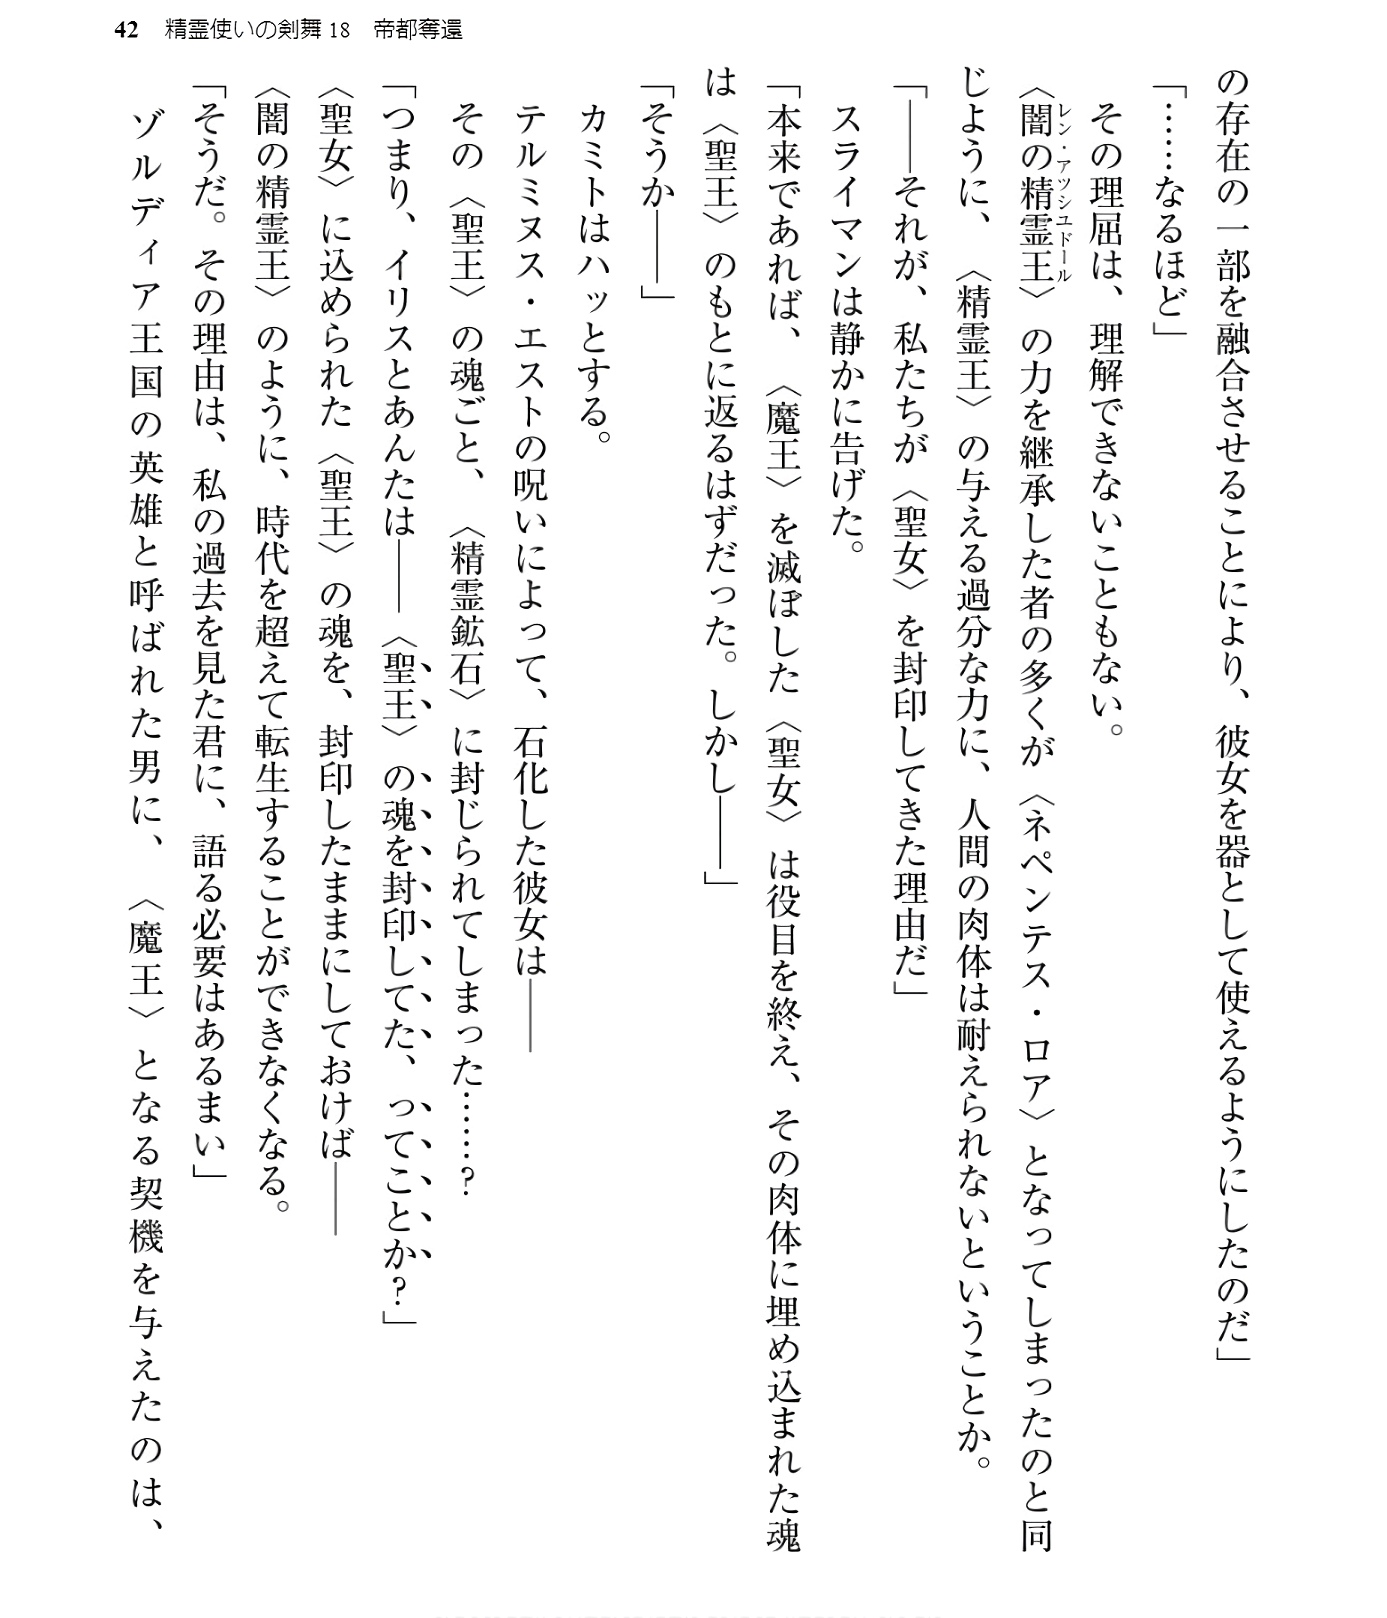 42 精霊使いの剣舞18 帝都奪還
の存在の一部を融合させることにより、彼女を器として使えるようにしたのだ」
「……なるほど」
その理屈は、理解できないこともない。
〈闇の精霊王〉の力を継承した者の多くが〈ネペンテス・ロア〉となってしまったのと同
レン・アッシュドール
じように、〈精霊王〉の与える過分な力に、人間の肉体は耐えられないということか。
「――それが、私たちが〈聖女〉を封印してきた理由だ」
スライマンは静かに告げた。
「本来であれば、〈魔王〉を滅ぼした〈聖女〉は役目を終え、その肉体に埋め込まれた魂
は〈聖王〉のもとに返るはずだった。しかし――」
「そうか――」
カミトはハッとする。
テルミヌス・エストの呪いによって、石化した彼女は――
その〈聖王〉の魂ごと、〈精霊鉱石〉に封じられてしまった……?
「つまり、イリスとあんたは――〈聖王〉の魂を封印してた、ってことか?」
〈聖女〉に込められた〈聖王〉の魂を、封印したままにしておけば――
〈闇の精霊王〉のように、時代を超えて転生することができなくなる。
「そうだ。その理由は、私の過去を見た君に、語る必要はあるまい」
ゾルディア王国の英雄と呼ばれた男に、〈魔王〉となる契機を与えたのは、